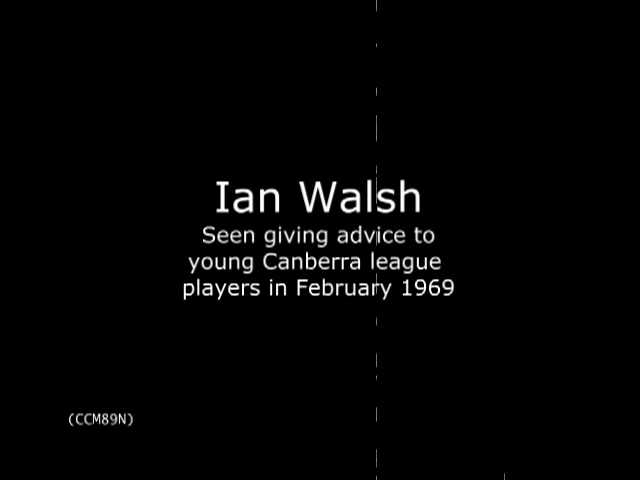 Ian Walsh
Seen giving advice to
young Canberra league
players in February 1969
(CCM89N)